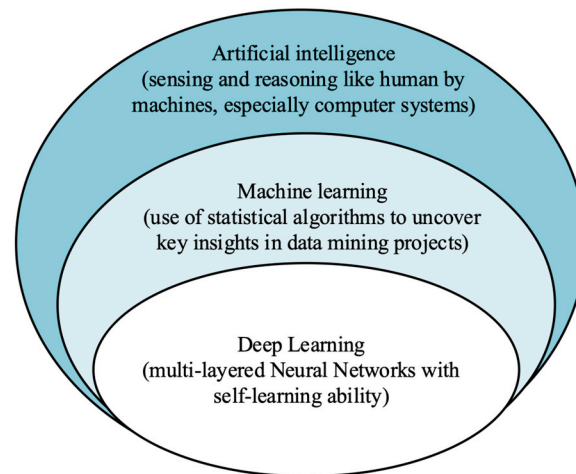 Artificial intelligence
(sensing and reasoning like human by
machines, especially computer systems)
Machine learning
(use of statistical algorithms to uncover
key insights in data mining projects)
Deep Learning
(multi-layered Neural Networks with
self-learning ability)